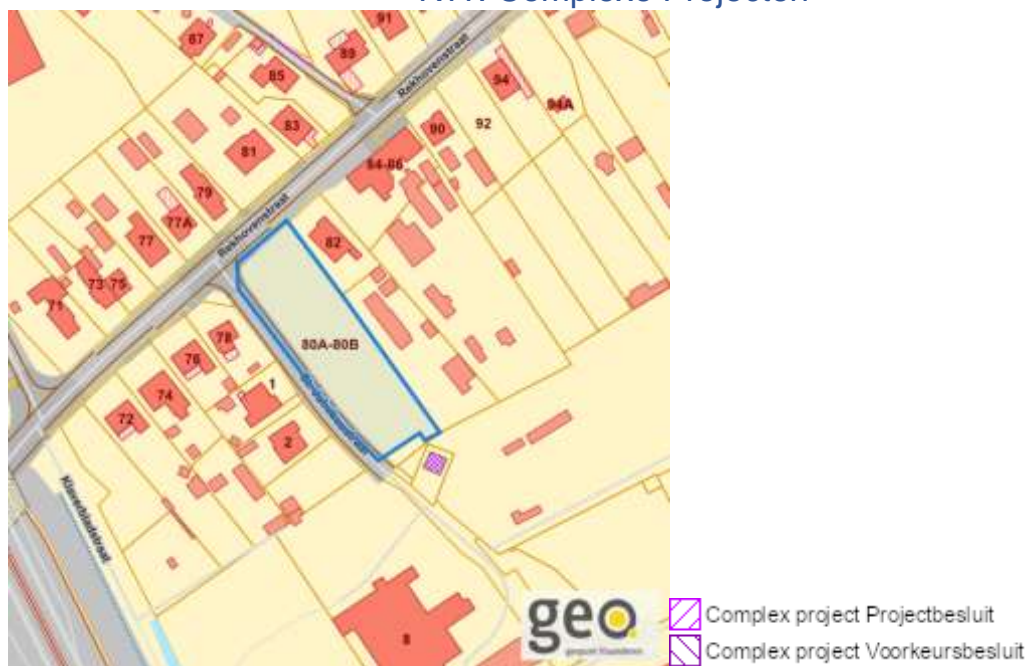 91
87
89
85
Rekhovenstraat
94
94A
83
90
92
81
84-86
79
Rekhovenstraat
77A
77
82
73
75
71
80A-80B
78
76
1
74
72
2
Klaverbladstraat
8
geo
geopunt Vlaanderen
Complex project Projectbesluit
Complex project Voorkeursbesluit